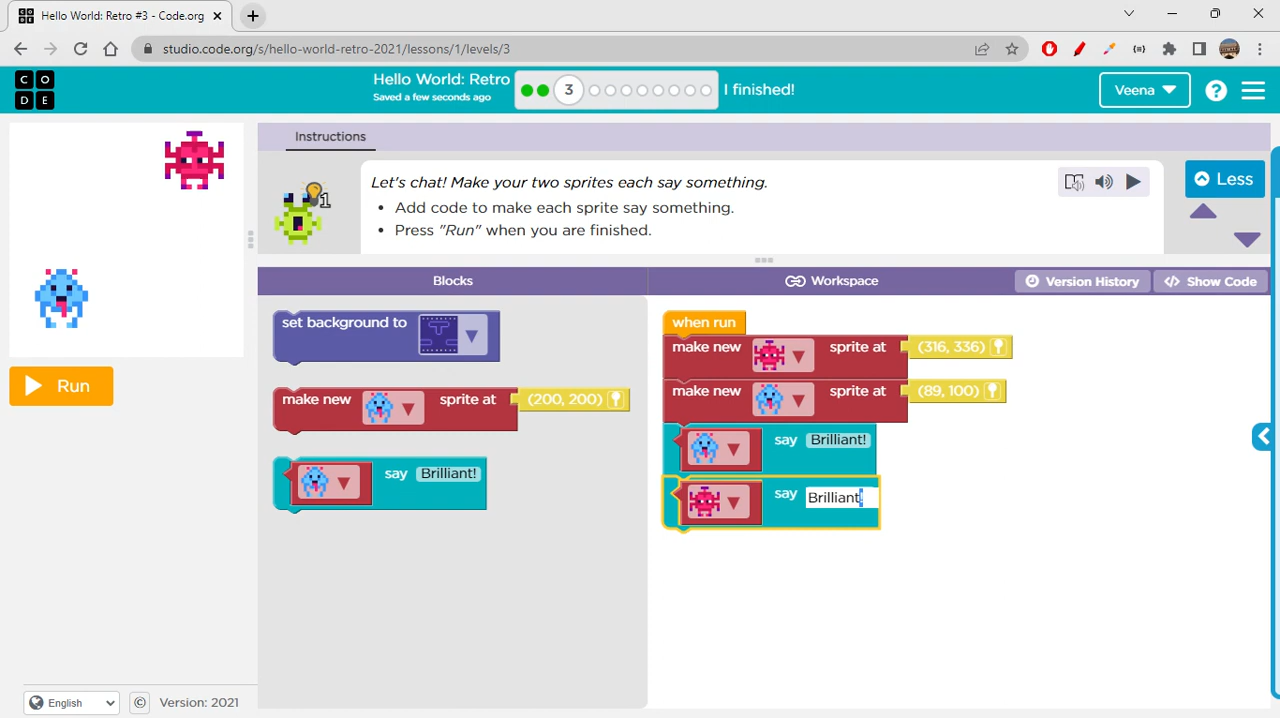 Hello World: Retro #3 - Code.org
studio.code.org/s/hello-world-retro-2021/lessons/1/levels/3
C O
D E
Hello World: Retro
Saved a few seconds ago
3
I finished!
Veena
?
Instructions
1
Let's chat! Make your two sprites each say something.
• Add code to make each sprite say something.
• Press "Run" when you are finished.
Less
Blocks
Workspace
Version History
</> Show Code
set background to
make new sprite at (200, 200)
say Brilliant!
when run
make new sprite at (316, 336)
make new sprite at (89, 100)
say Brilliant!
say Brilliant!
Run
English
© Version: 2021